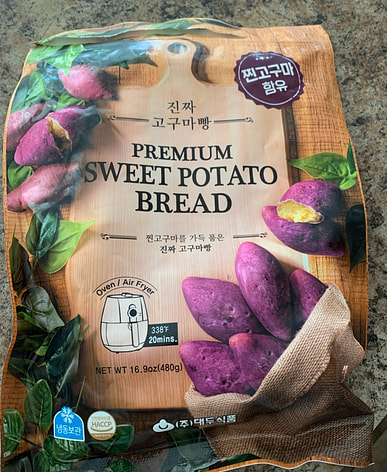 찐고구마
함유
진짜
고구마빵
PREMIUM
SWEET POTATO
BREAD
찐고구마를 가득 품은
진짜 고구마빵
Oven / Air Fryer
338°F
20mins.
NET WT 16.9oz(480g)
냉동보관
HACCP
(주)대두식품